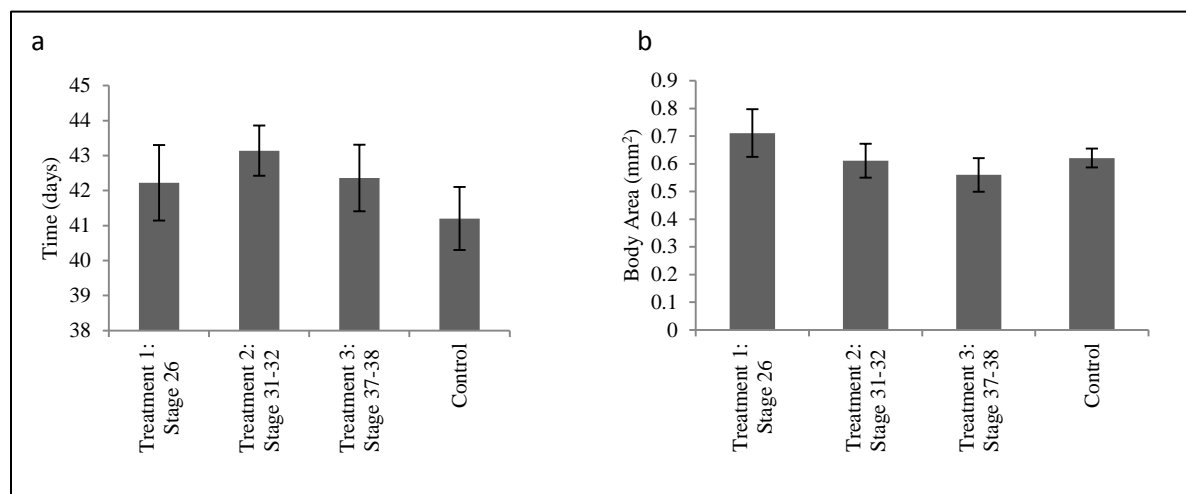 a
Time (days)
45
44
43
42
41
40
39
38
Treatment 1:
Stage 26
Treatment 2:
Stage 31-32
Treatment 3:
Stage 37-38
Control
b
Body Area (mm²)
0.9
0.8
0.7
0.6
0.5
0.4
0.3
0.2
0.1
0
Treatment 1:
Stage 26
Treatment 2:
Stage 31-32
Treatment 3:
Stage 37-38
Control